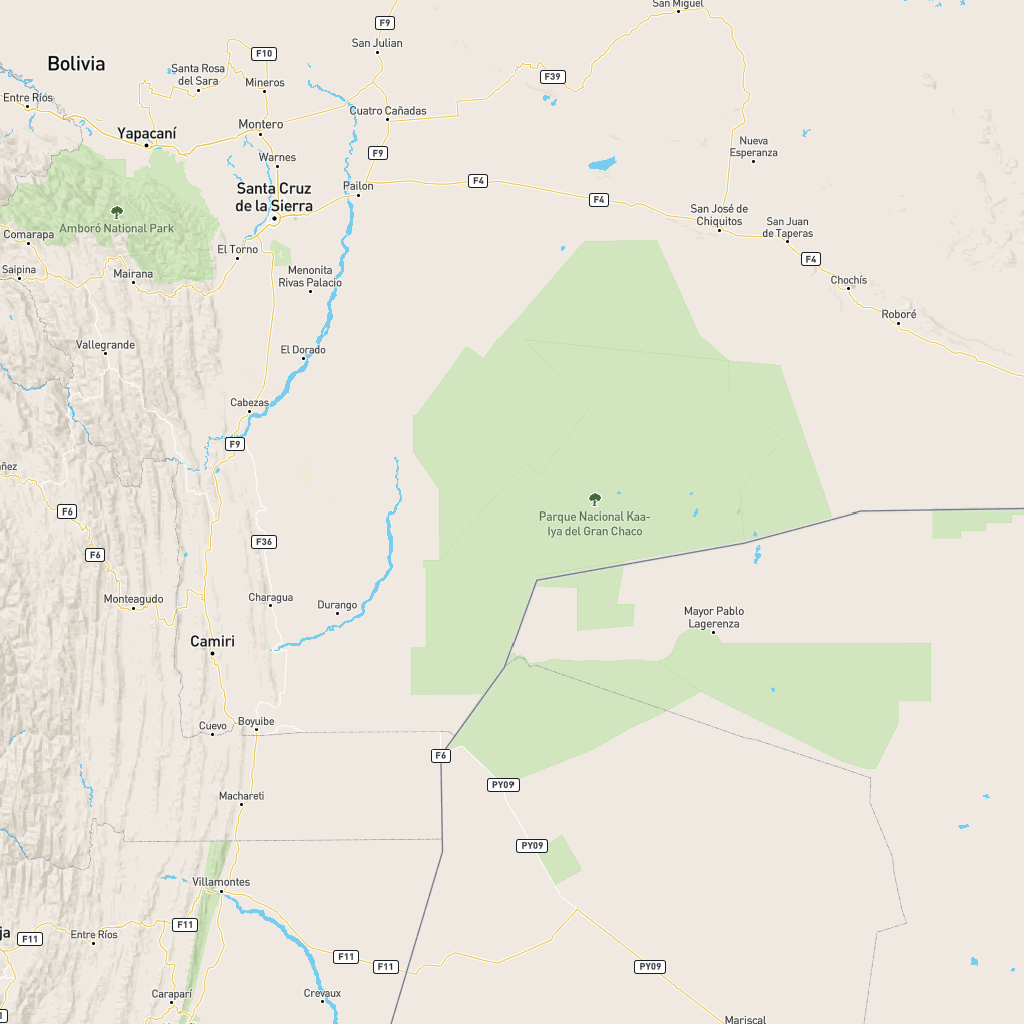 San Miguel
F9
San Julian
F10
Bolivia
Santa Rosa
del Sara
Mineros
F39
Entre Ríos
Cuatro Cañadas
Yapacaní
Montero
F9
Warnes
Nueva
Esperanza
Santa Cruz
de la Sierra
Pailon
F4
F4
Amboró National Park
San José de
Chiquitos
San Juan
de Taperas
Comarapa
El Torno
F4
Saipina
Mairana
Menonita
Rivas Palacio
Chochís
Roboré
Vallegrande
El Dorado
Cabezas
F9
F6
Parque Nacional Kaa-
Iya del Gran Chaco
F36
F6
Monteagudo
Charagua
Durango
Mayor Pablo
Lagerenza
Camiri
Cuevo
Boyuibe
F6
PY09
Machareti
PY09
Villamontes
F11
Entre Ríos
F11
F11
F11
PY09
Caraparí
Crevaux
Mariscal